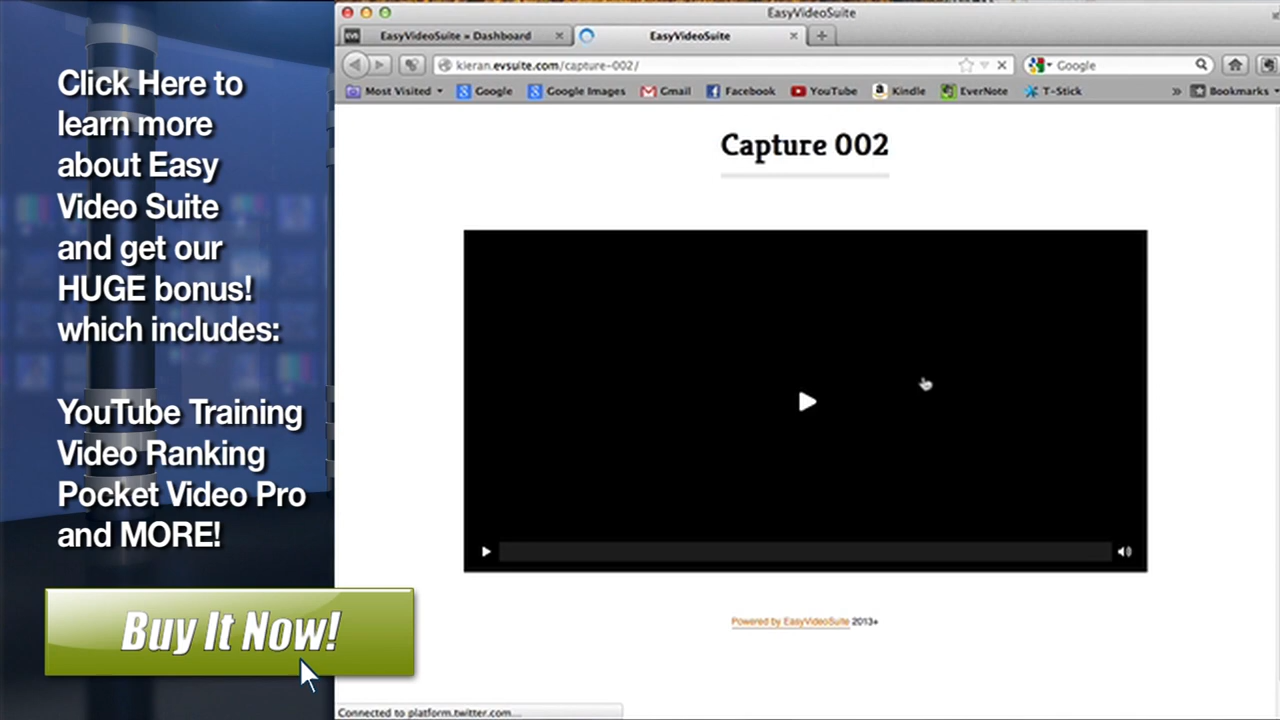 Click Here to
learn more
about Easy
Video Suite
and get our
HUGE bonus!
which includes:
YouTube Training
Video Ranking
Pocket Video Pro
and MORE!
Buy It Now!
EasyVideoSuite
EasyVideoSuite » Dashboard
EasyVideoSuite
kieran.evsuite.com/capture-002/
Google
Most Visited
Google
Google Images
Gmail
Facebook
YouTube
Kindle
EverNote
T-Stick
Bookmarks
Capture 002
Powered by EasyVideoSuite 2013+
Connected to platform.twitter.com...